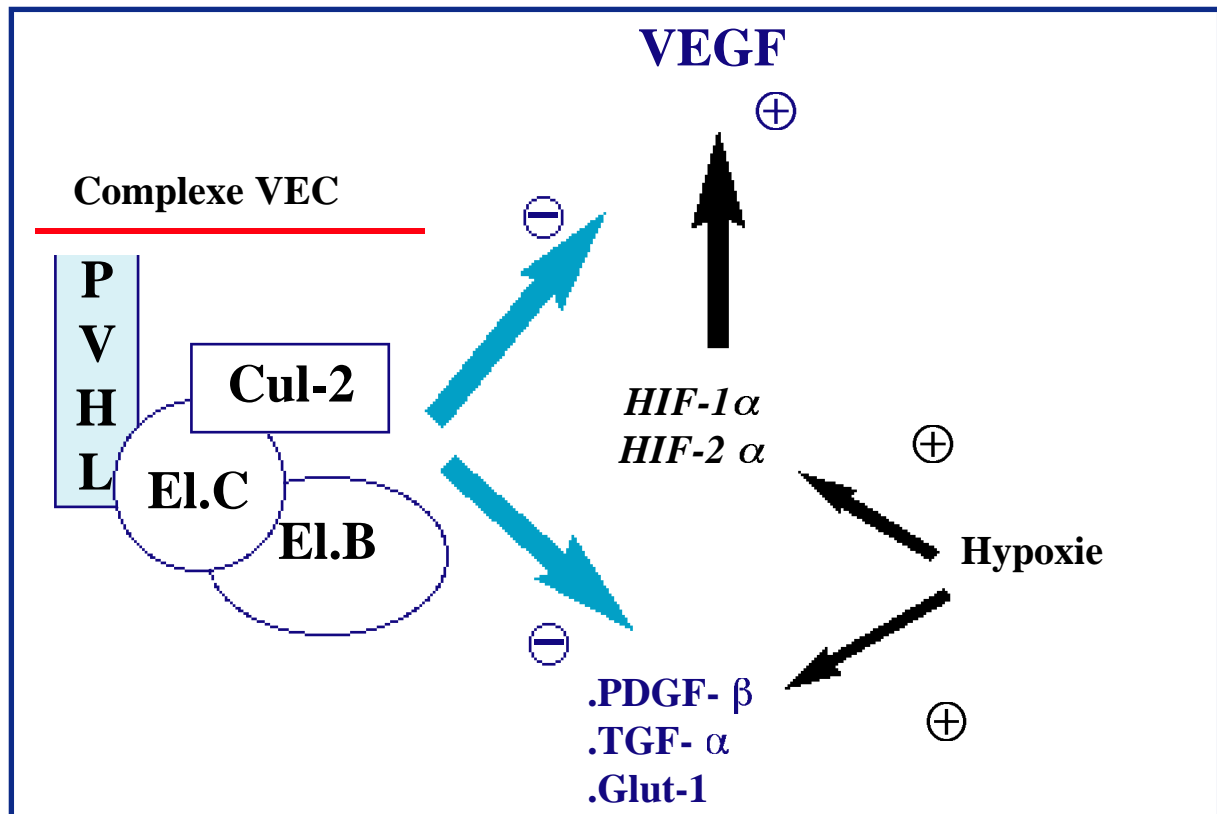 VEGF
⊕
Complexe VEC
⊖
P
V
H
L
Cul-2
El.C
El.B
HIF-1α
HIF-2 α
⊕
Hypoxie
⊖
.PDGF- β
.TGF- α
.Glut-1
⊕